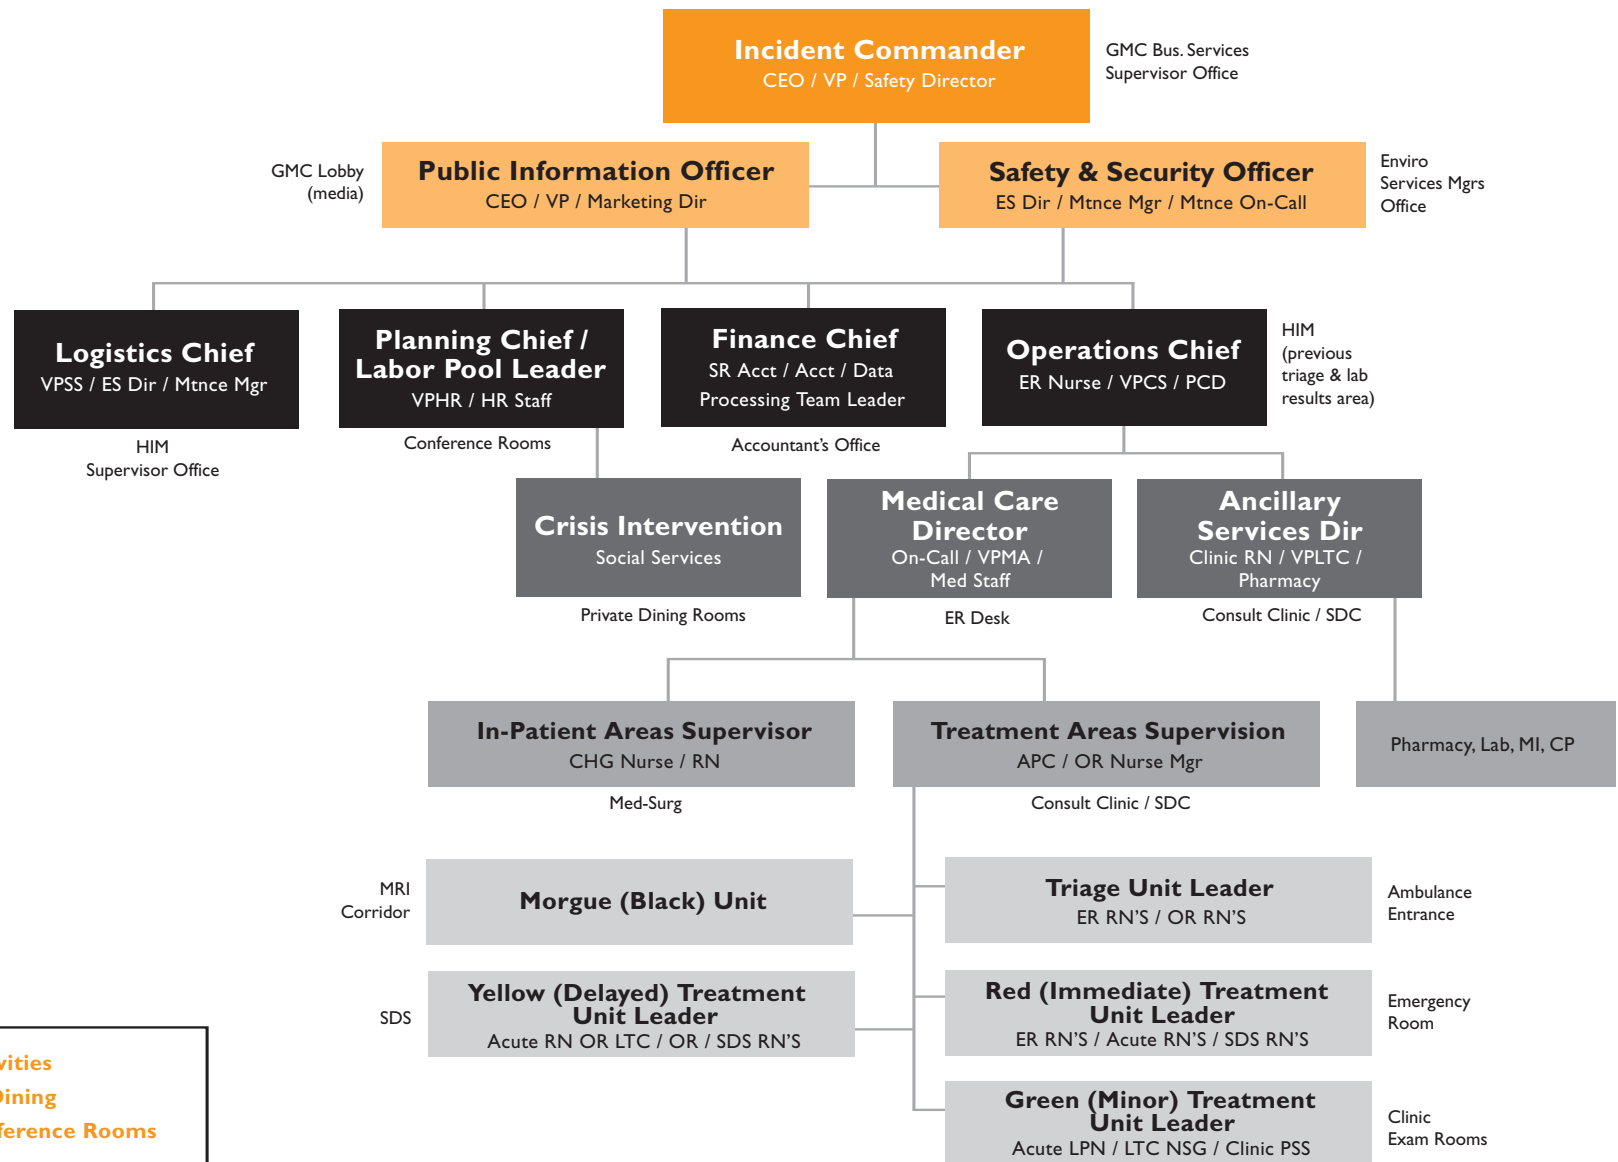 Incident Commander
CEO / VP / Safety Director
GMC Bus. Services
Supervisor Office
GMC Lobby
(media)
Public Information Officer
CEO / VP / Marketing Dir
Safety & Security Officer
ES Dir / Mtnce Mgr / Mtnce On-Call
Enviro
Services Mgrs
Office
Logistics Chief
VPSS / ES Dir / Mtnce Mgr
HIM
Supervisor Office
Planning Chief /
Labor Pool Leader
VPHR / HR Staff
Conference Rooms
Finance Chief
SR Acct / Acct / Data
Processing Team Leader
Accountant's Office
Operations Chief
ER Nurse / VPCS / PCD
HIM
(previous
triage & lab
results area)
Crisis Intervention
Social Services
Private Dining Rooms
Medical Care
Director
On-Call / VPMA /
Med Staff
ER Desk
Ancillary
Services Dir
Clinic RN / VPLTC /
Pharmacy
Consult Clinic / SDC
In-Patient Areas Supervisor
CHG Nurse / RN
Med-Surg
Treatment Areas Supervision
APC / OR Nurse Mgr
Consult Clinic / SDC
Pharmacy, Lab, MI, CP
MRI
Corridor
Morgue (Black) Unit
Triage Unit Leader
ER RN'S / OR RN'S
Ambulance
Entrance
SDS
Yellow (Delayed) Treatment
Unit Leader
Acute RN OR LTC / OR / SDS RN'S
Red (Immediate) Treatment
Unit Leader
ER RN'S / Acute RN'S / SDS RN'S
Emergency
Room
Green (Minor) Treatment
Unit Leader
Acute LPN / LTC NSG / Clinic PSS
Clinic
Exam Rooms
Dining
Rooms